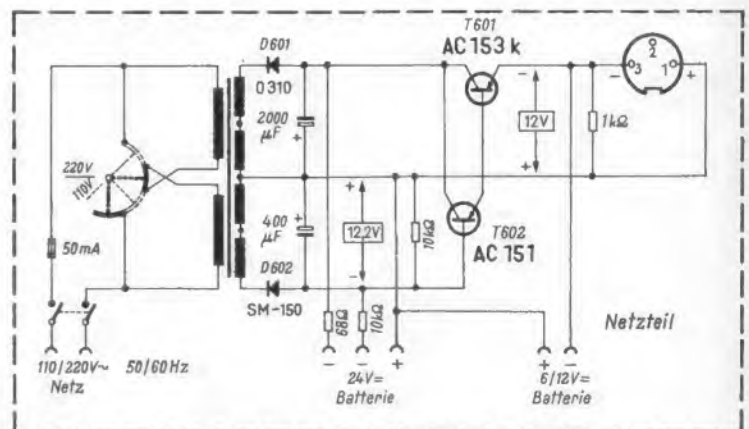 T601
AC 153 k
D601
0310
2000
µF
+
2
3
1
-
+
-
12V
+
1kΩ
220V
110V
50mA
+
400
µF
D602
SM-150
+
12,2V
-
10kΩ
T602
AC 151
68Ω
10kΩ
Netzteil
110/220V~
Netz
50/60Hz
-
-
+
24V=
Batterie
+
-
6/12V=
Batterie